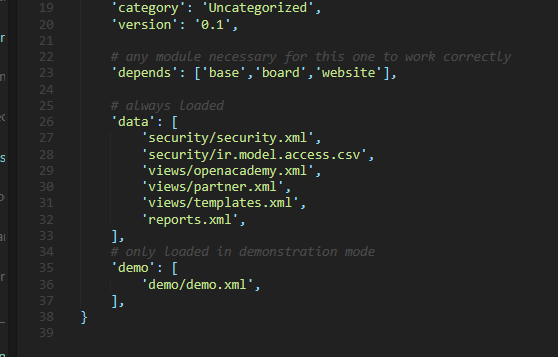 19 'category': 'Uncategorized',
20 'version': '0.1',
21
22 # any module necessary for this one to work correctly
23 'depends': ['base','board','website'],
24
25 # always loaded
26 'data': [
27 'security/security.xml',
28 'security/ir.model.access.csv',
29 'views/openacademy.xml',
30 'views/partner.xml',
31 'views/templates.xml',
32 'reports.xml',
33 ],
34 # only loaded in demonstration mode
35 'demo': [
36 'demo/demo.xml',
37 ],
38 }
39